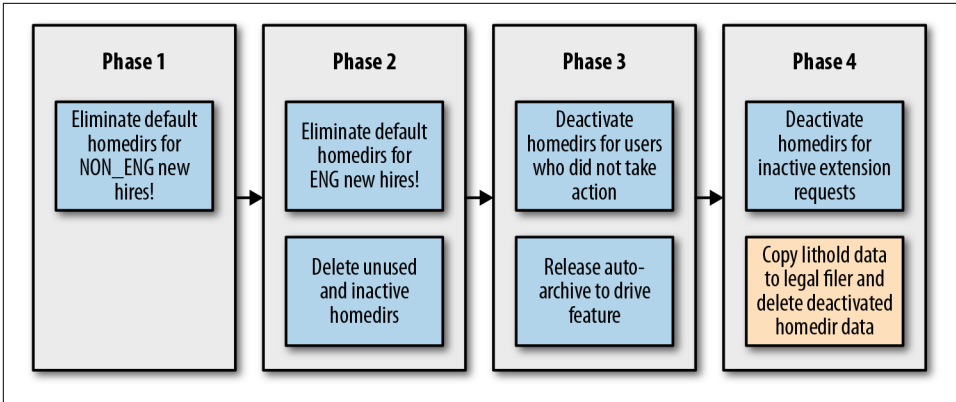 Phase 1
Eliminate default
homedirs for
NON_ENG new
hires!
Phase 2
Eliminate default
homedirs for
ENG new hires!
Delete unused
and inactive
homedirs
Phase 3
Deactivate
homedirs for users
who did not take
action
Release auto-
archive to drive
feature
Phase 4
Deactivate
homedirs for
inactive extension
requests
Copy lithold data
to legal filer and
delete deactivated
homedir data